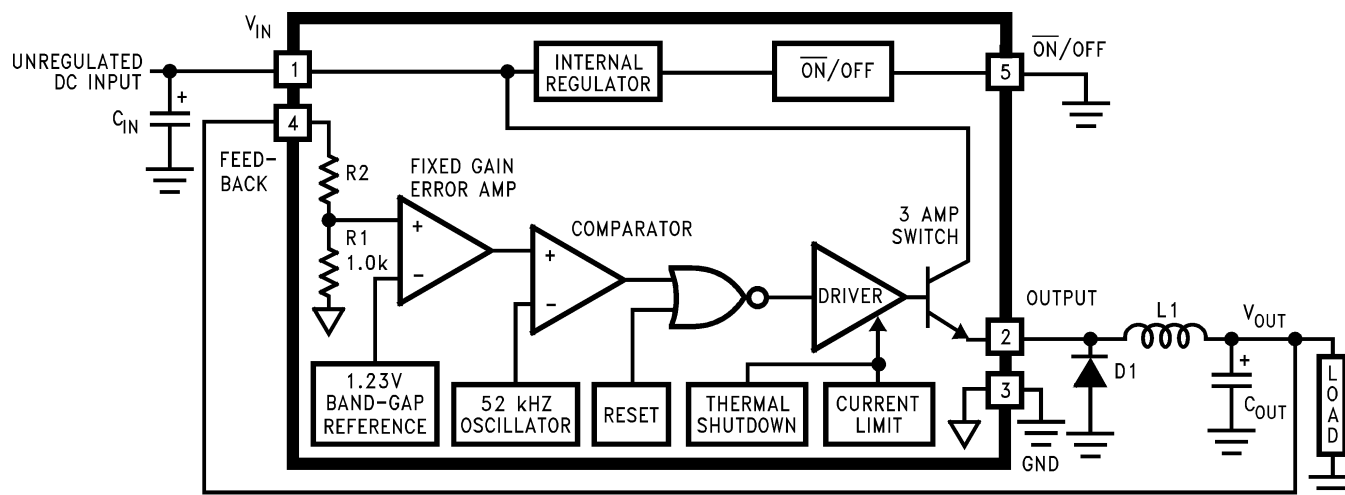 V_IN
UNREGULATED
DC INPUT
+
C_IN
1
4
FEED-
BACK
INTERNAL
REGULATOR
O̅N̅/OFF
5
O̅N̅/OFF
R2
R1
1.0k
FIXED GAIN
ERROR AMP
+
-
COMPARATOR
+
-
DRIVER
3 AMP
SWITCH
OUTPUT
2
3
GND
L1
D1
V_OUT
+
C_OUT
LOAD
1.23V
BAND-GAP
REFERENCE
52 kHZ
OSCILLATOR
RESET
THERMAL
SHUTDOWN
CURRENT
LIMIT